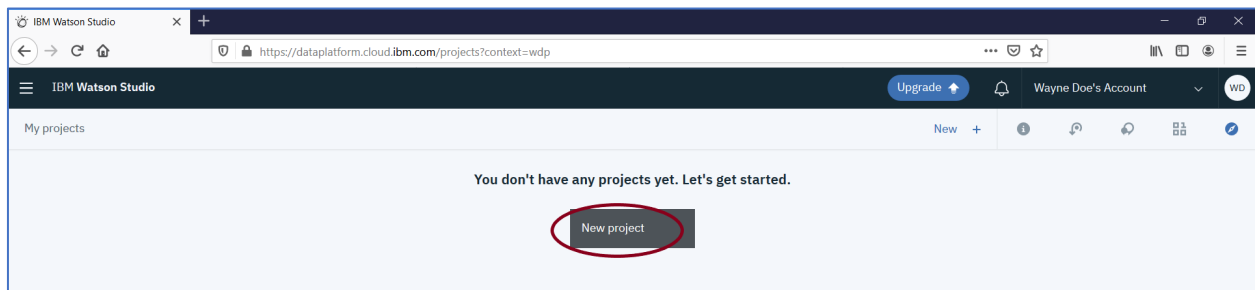 IBM Watson Studio
https://dataplatform.cloud.ibm.com/projects?context=wdp
IBM Watson Studio Upgrade Wayne Doe's Account WD
My projects New +
You don't have any projects yet. Let's get started.
New project